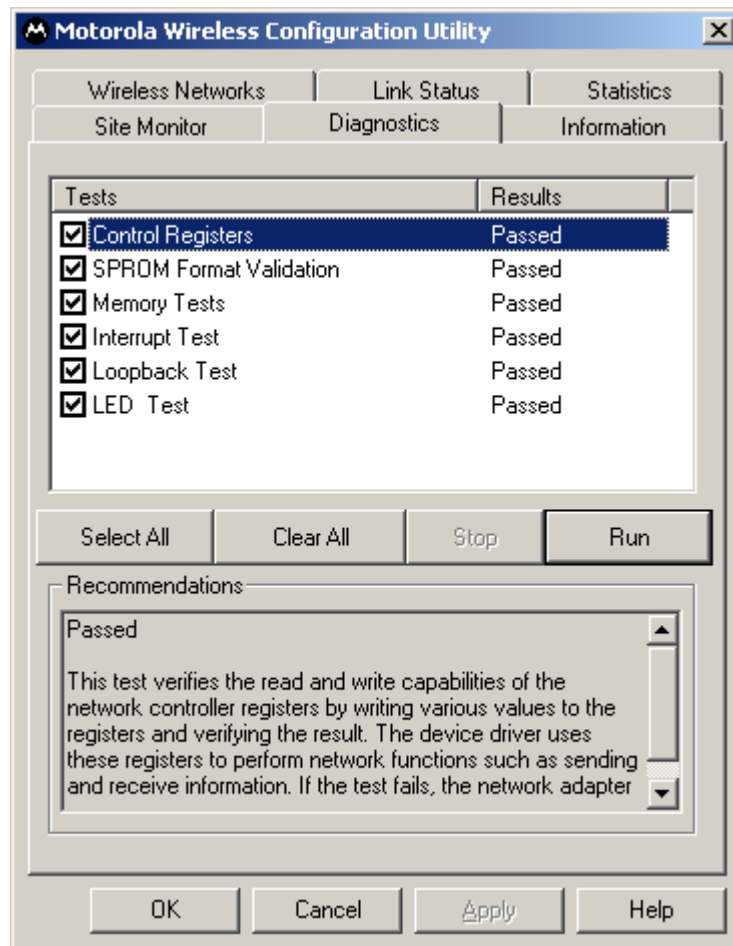 Motorola Wireless Configuration Utility
Wireless Networks Link Status Statistics
Site Monitor Diagnostics Information
Tests Results
Control Registers Passed
SPROM Format Validation Passed
Memory Tests Passed
Interrupt Test Passed
Loopback Test Passed
LED Test Passed
Select All Clear All Stop Run
Recommendations
Passed
This test verifies the read and write capabilities of the
network controller registers by writing various values to the
registers and verifying the result. The device driver uses
these registers to perform network functions such as sending
and receive information. If the test fails, the network adapter
OK Cancel Apply Help